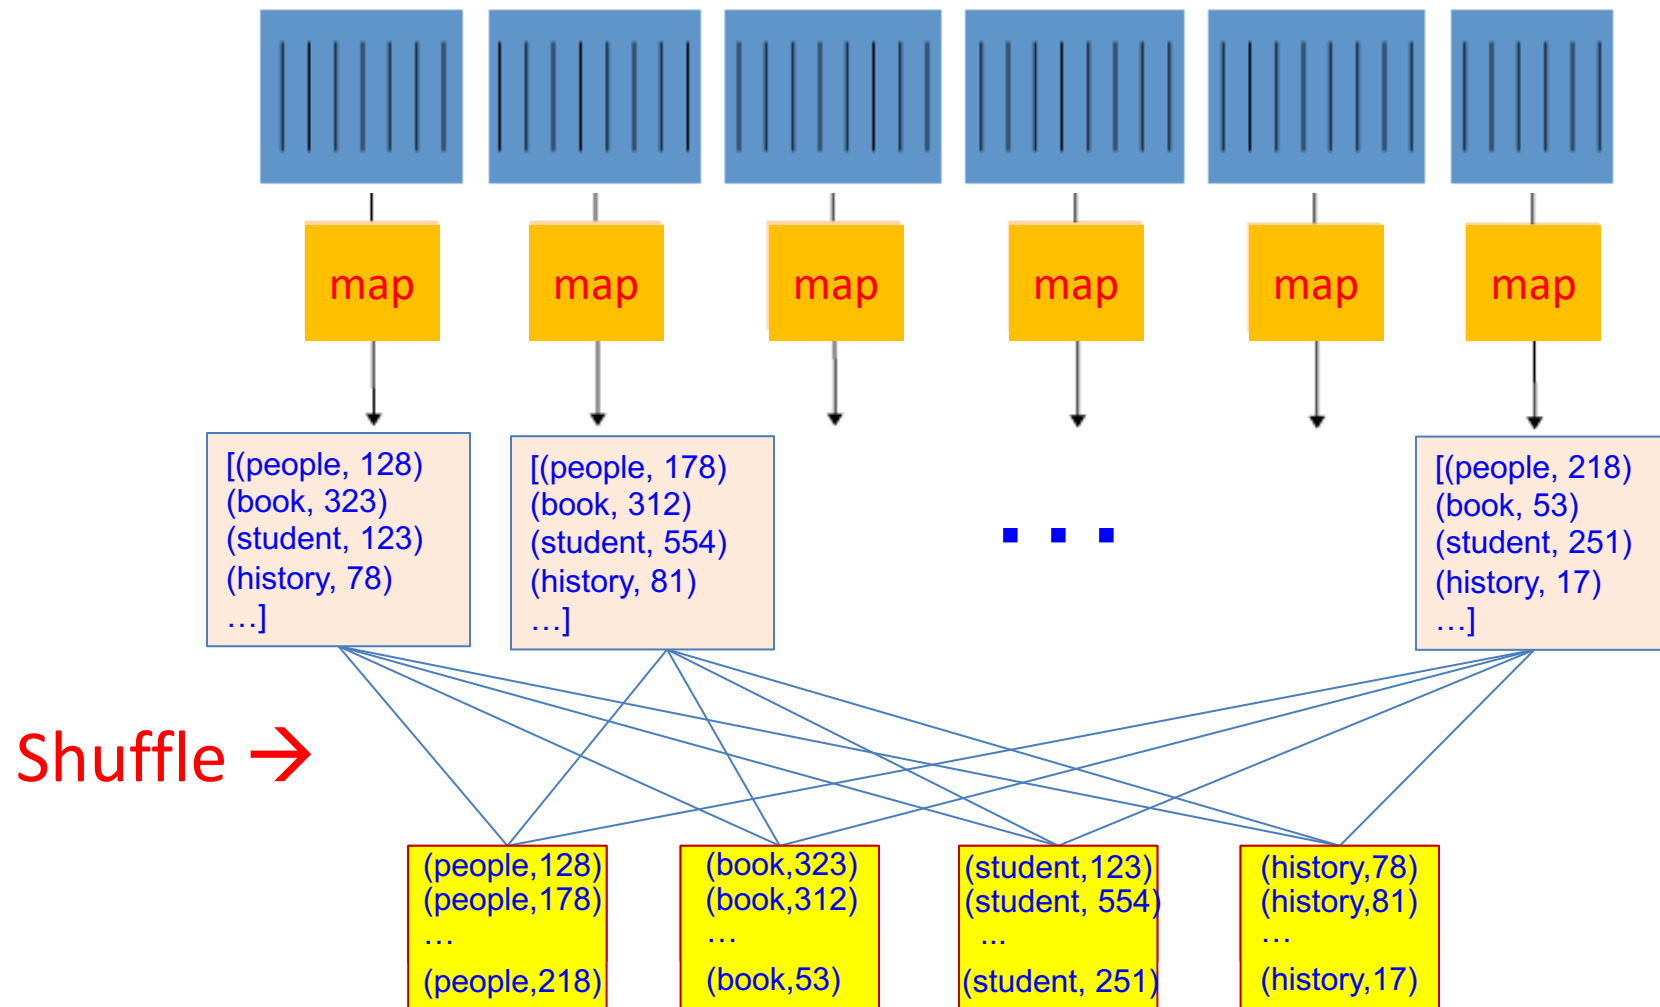 map
map
map
map
map
map
[(people, 128)
(book, 323)
(student, 123)
(history, 78)
…]
[(people, 178)
(book, 312)
(student, 554)
(history, 81)
…]
. . .
[(people, 218)
(book, 53)
(student, 251)
(history, 17)
…]
Shuffle →
(people,128)
(people,178)
…
(people,218)
(book,323)
(book,312)
…
(book,53)
(student,123)
(student, 554)
...
(student, 251)
(history,78)
(history,81)
…
(history,17)